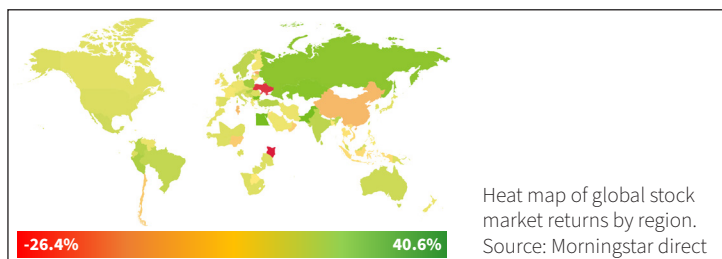 Heat map of global stock
market returns by region.
Source: Morningstar direct
-26.4% 40.6%